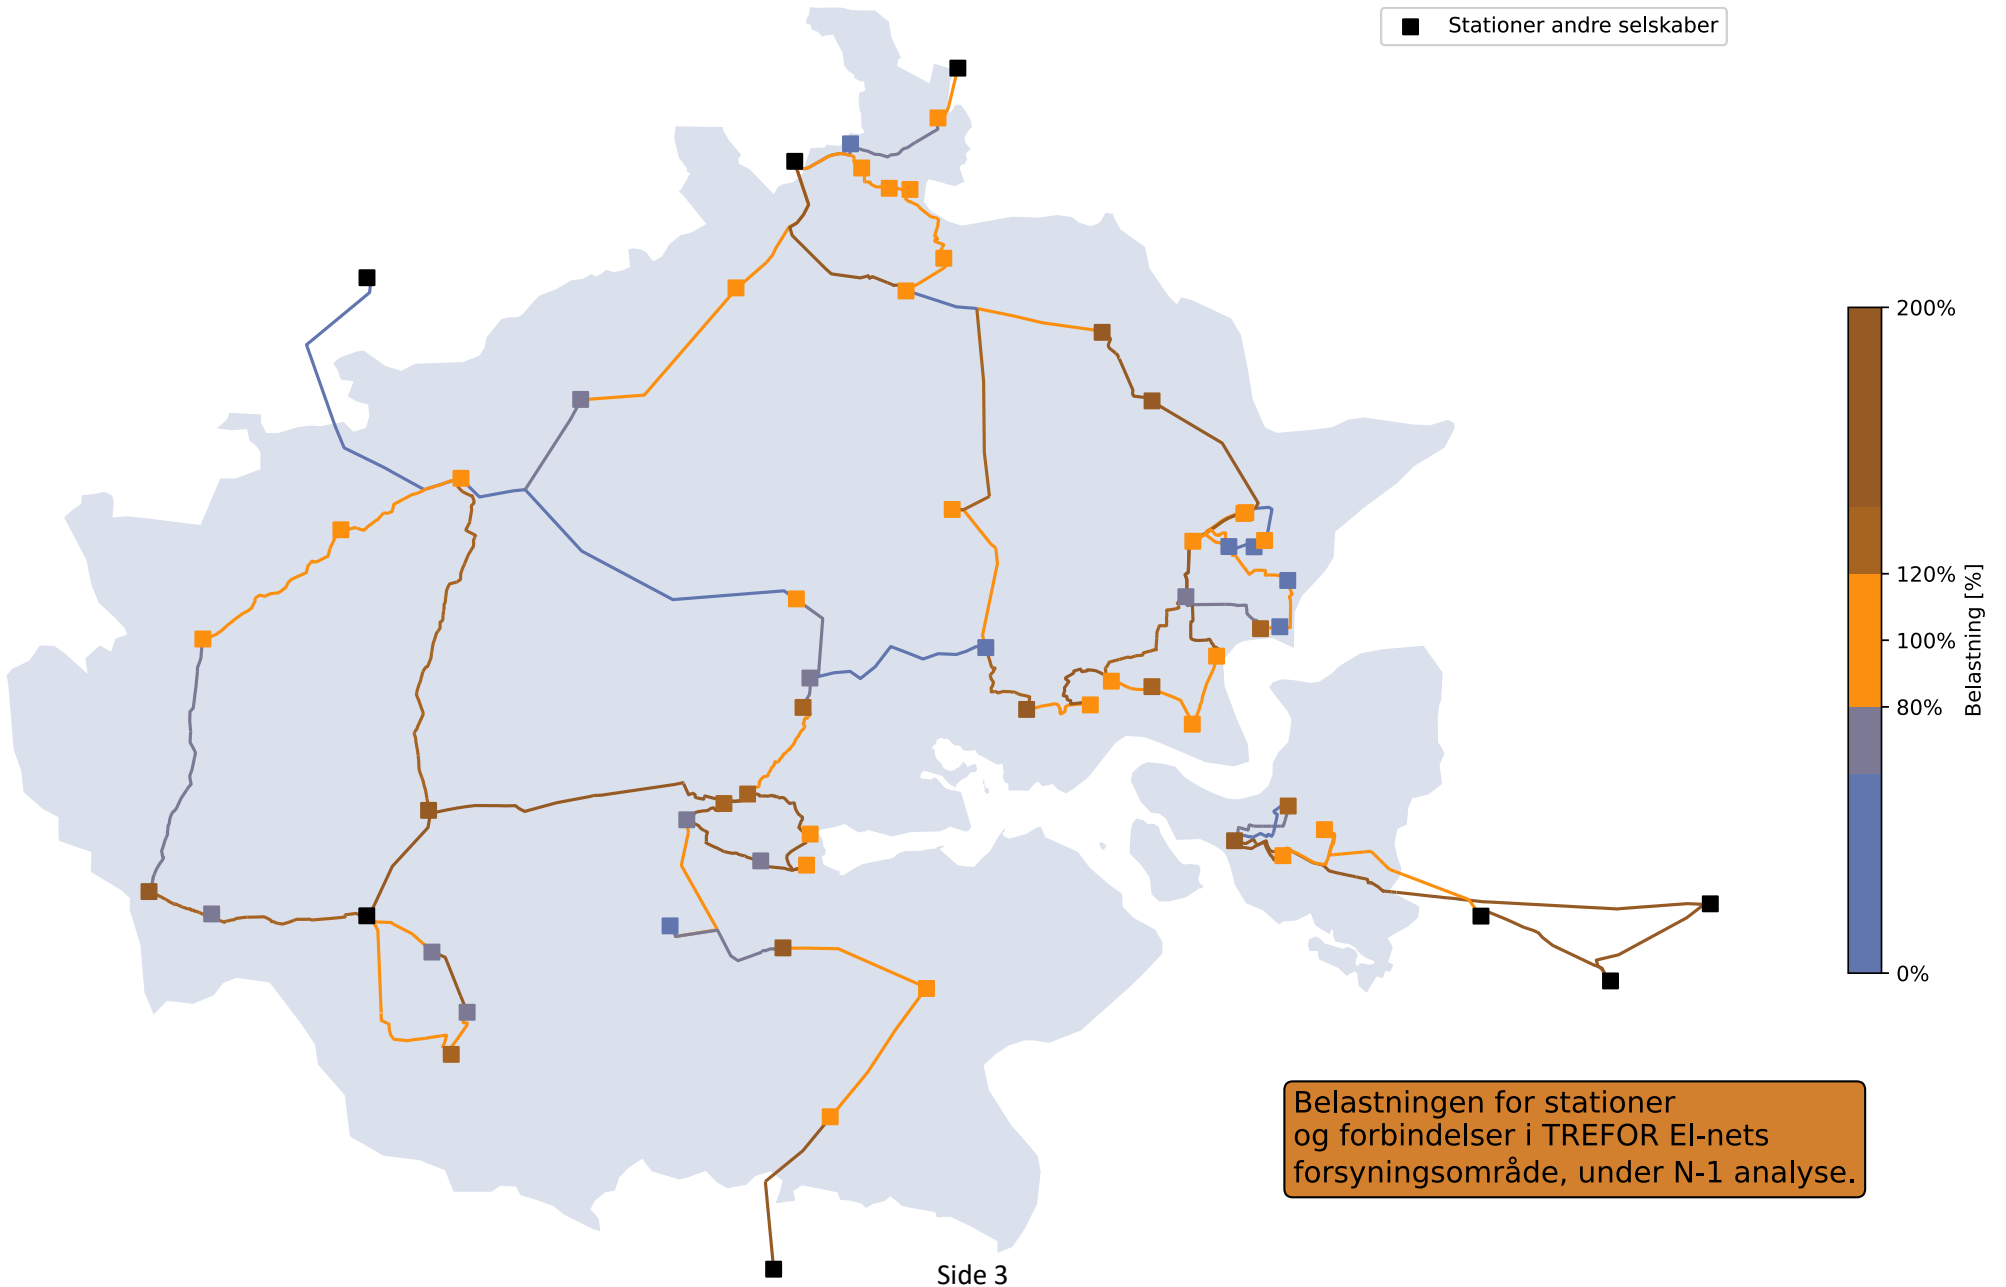 Stationer andre selskaber
200%
120%
100%
80%
0%
Belastning [%]
Belastningen for stationer
og forbindelser i TREFOR El-nets
forsyningsområde, under N-1 analyse.
Side 3